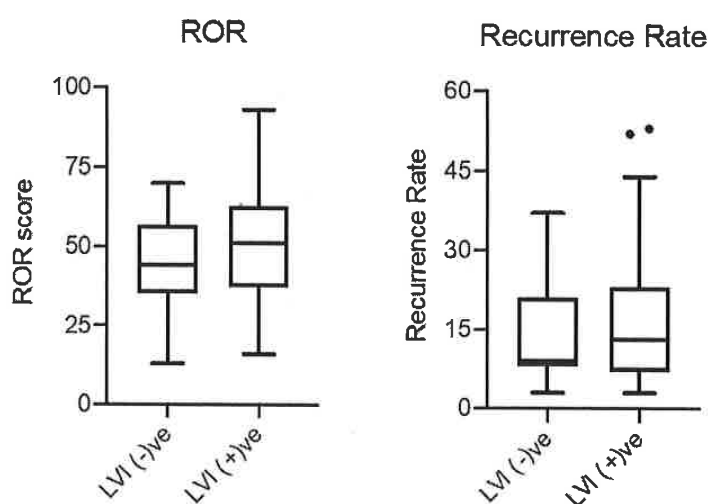 ROR
100
75
50
25
0
ROR score
LVI (-)ve
LVI (+)ve
Recurrence Rate
60
45
30
15
0
Recurrence Rate
LVI (-)ve
LVI (+)ve